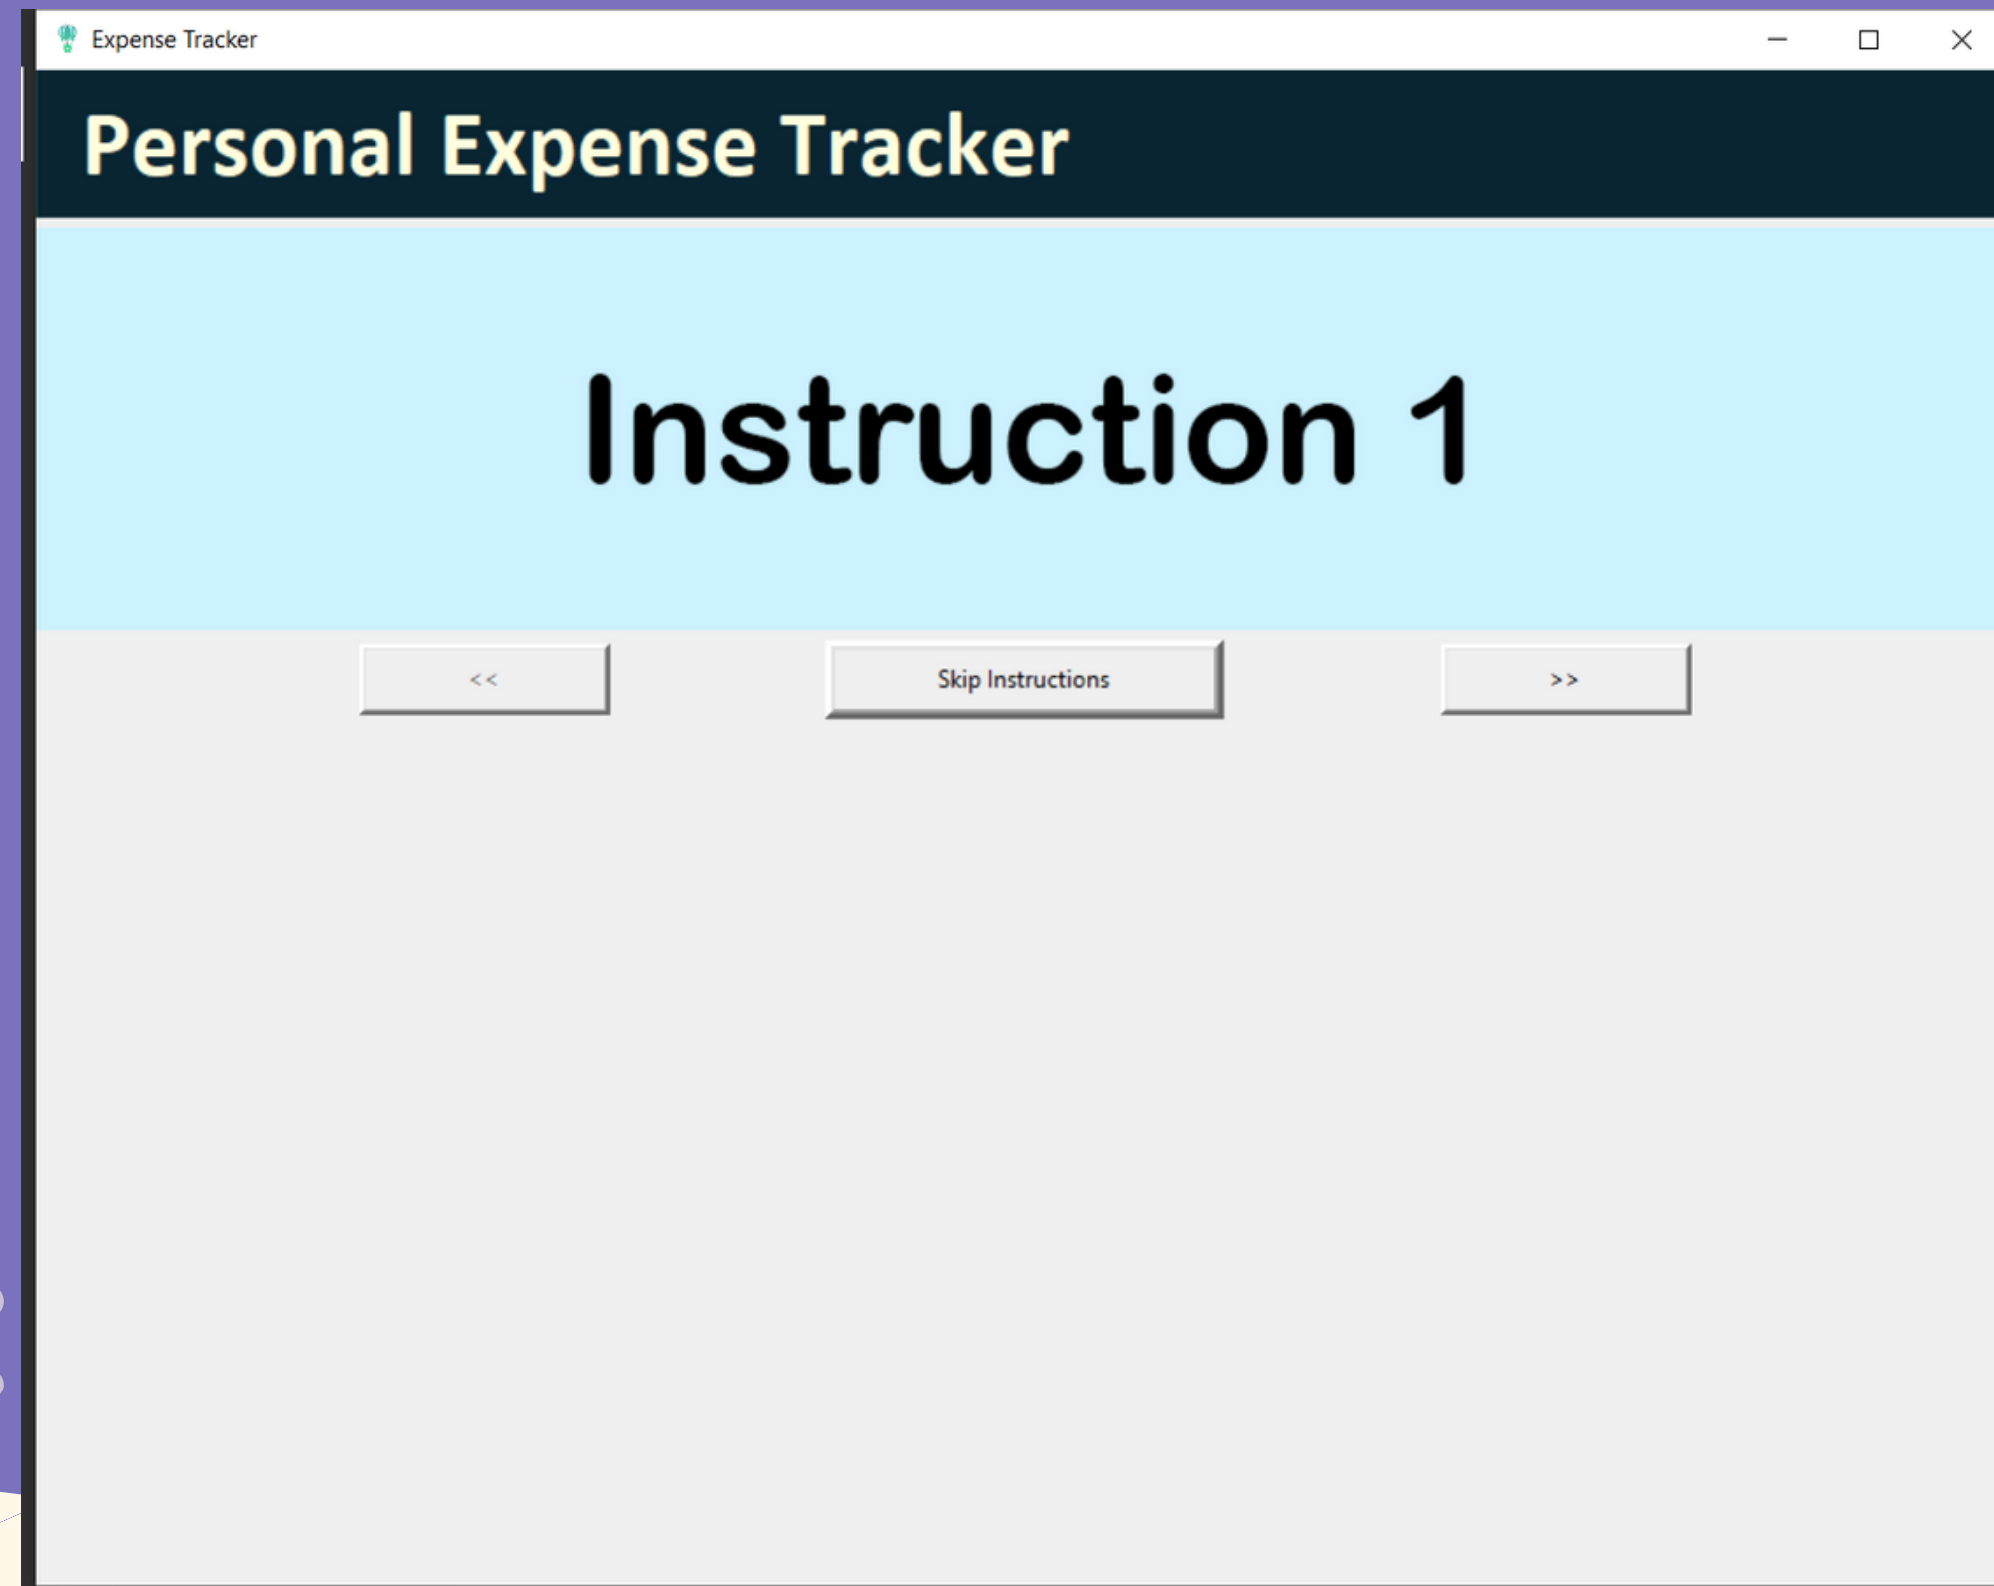 Expense Tracker
Personal Expense Tracker
Instruction 1
<< Skip Instructions >>